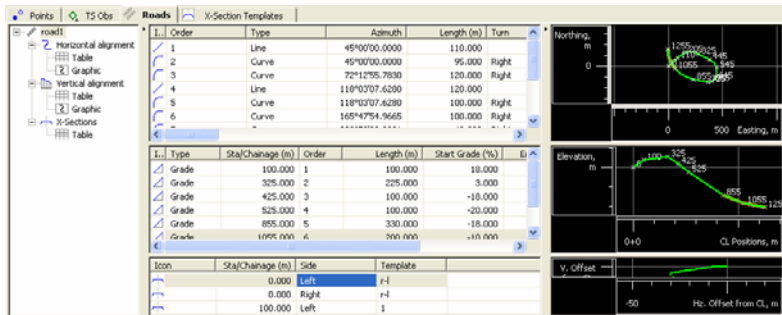 Points TS Obs Roads X-Section Templates
road1
Horizontal alignment
Table
Graphic
Vertical alignment
Table
Graphic
X-Sections
Table
I.. Order Type Azimuth Length (m) Turn
1 Line 45°00'00.0000 110.000
2 Curve 45°00'00.0000 95.000 Right
3 Curve 72°12'55.7830 120.000 Right
4 Line 118°03'07.6280 120.000
5 Curve 118°03'07.6280 100.000 Right
6 Curve 165°47'54.9665 100.000 Right
I.. Type Sta/Chainage (m) Order Length (m) Start Grade (%)
Grade 100.000 1 100.000 10.000
Grade 325.000 2 225.000 3.000
Grade 425.000 3 100.000 -10.000
Grade 525.000 4 100.000 -20.000
Grade 855.000 5 330.000 -18.000
Grade 1055.000 6 200.000 -10.000
Icon Sta/Chainage (m) Side Template
0.000 Left r-l
0.000 Right r-l
100.000 Left 1
Northing,
m
0
1255
445
545
1055
855
0 500 Easting, m
Elevation,
m
0 100 325
425
525
855
1055
0+0 CL Positions, m
V. Offset
-50 Hz. Offset from CL, m